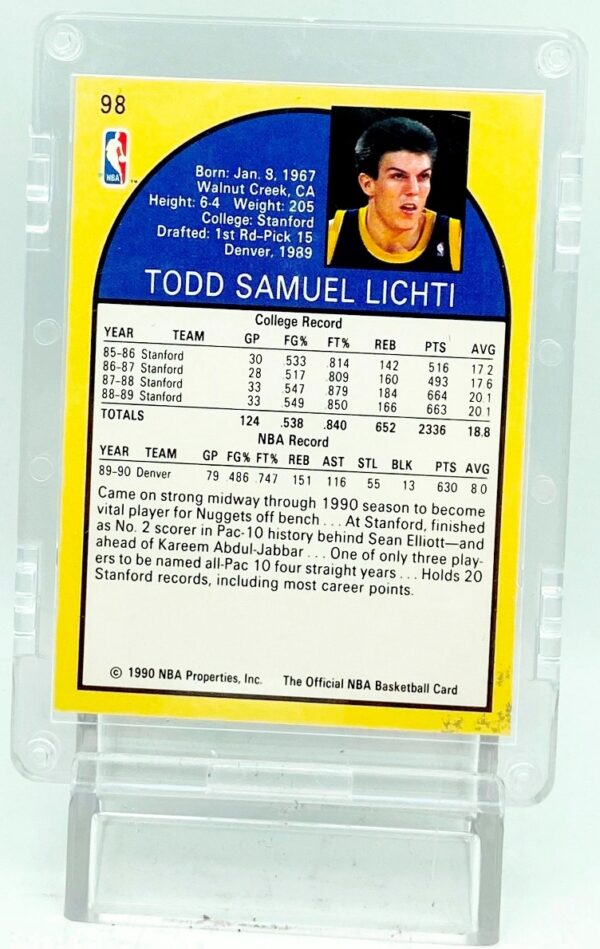 98
NBA
Born: Jan. 8, 1967
Walnut Creek, CA
Height: 6-4 Weight: 205
College: Stanford
Drafted: 1st Rd–Pick 15
Denver, 1989
TODD SAMUEL LICHTI
College Record
YEAR TEAM GP FG% FT% REB PTS AVG
85-86 Stanford 30 .533 .814 142 516 17.2
86-87 Stanford 28 .517 .809 160 493 17.6
87-88 Stanford 33 .547 .879 184 664 20.1
88-89 Stanford 33 .549 .850 166 663 20.1
TOTALS 124 .538 .840 652 2336 18.8
NBA Record
YEAR TEAM GP FG% FT% REB AST STL BLK PTS AVG
89-90 Denver 79 .486 .747 151 116 55 13 630 8.0
Came on strong midway through 1990 season to become
vital player for Nuggets off bench . . . At Stanford, finished
as No. 2 scorer in Pac-10 history behind Sean Elliott—and
ahead of Kareem Abdul-Jabbar . . . One of only three play-
ers to be named all-Pac 10 four straight years . . . Holds 20
Stanford records, including most career points.
© 1990 NBA Properties, Inc. The Official NBA Basketball Card